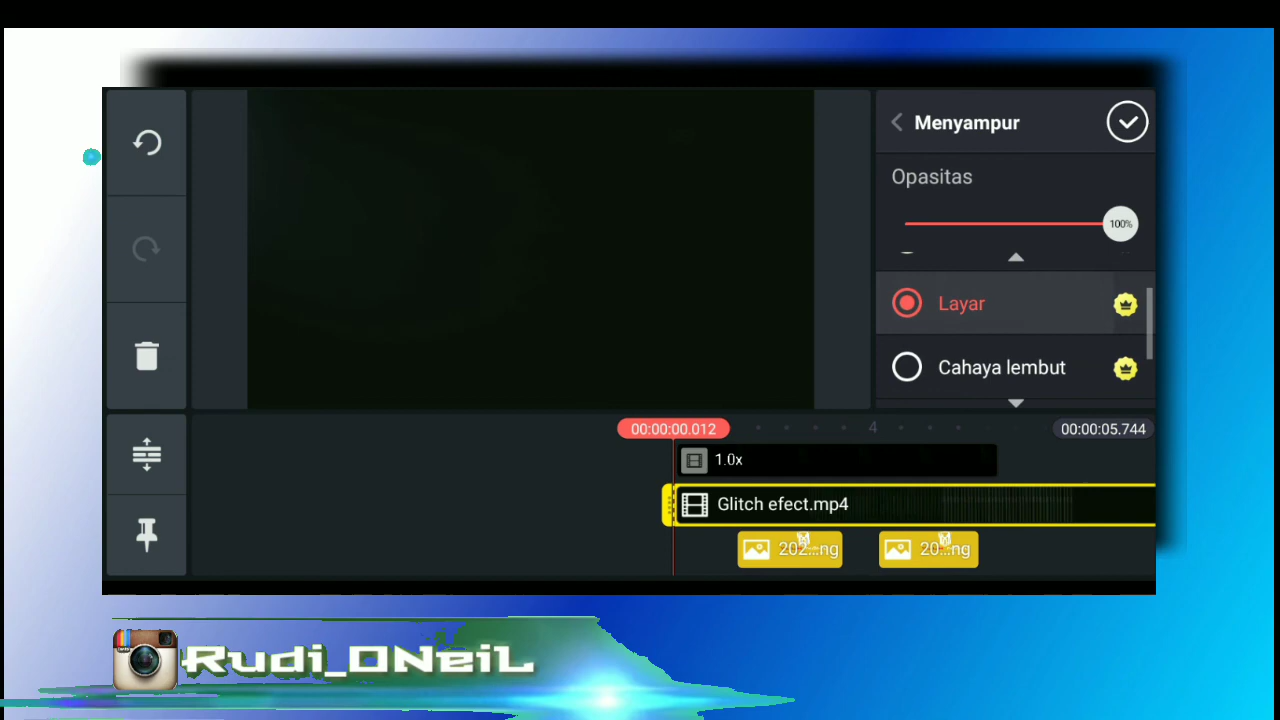 Menyampur
Opasitas
100%
Layar
Cahaya lembut
00:00:00.012
4
00:00:05.744
1.0x
Glitch efect.mp4
202...ng
20...ng
Rudi_ONeiL